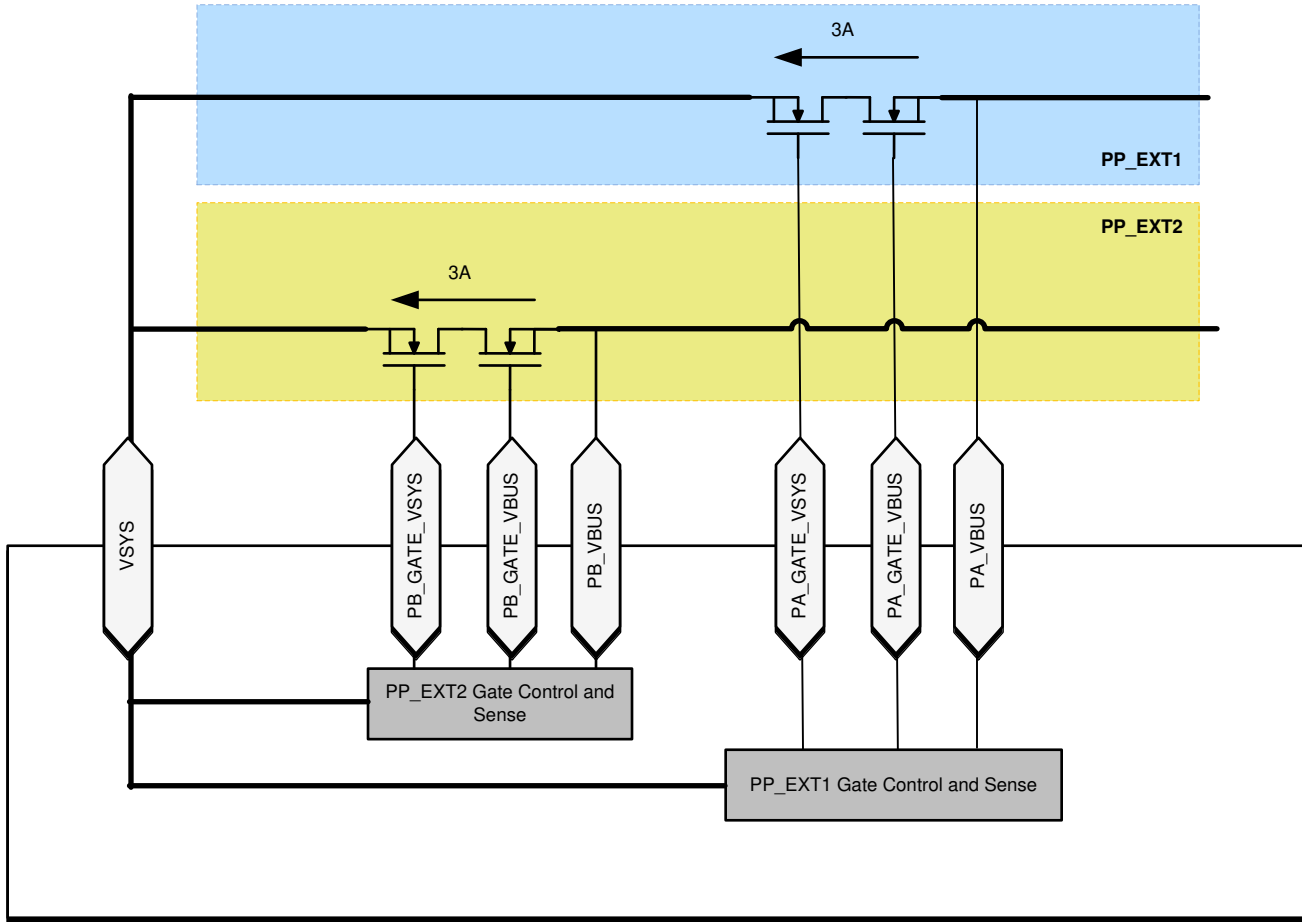 3A
PP_EXT1
PP_EXT2
3A
VSYS
PB_GATE_VSYS
PB_GATE_VBUS
PB_VBUS
PA_GATE_VSYS
PA_GATE_VBUS
PA_VBUS
PP_EXT2 Gate Control and
Sense
PP_EXT1 Gate Control and Sense